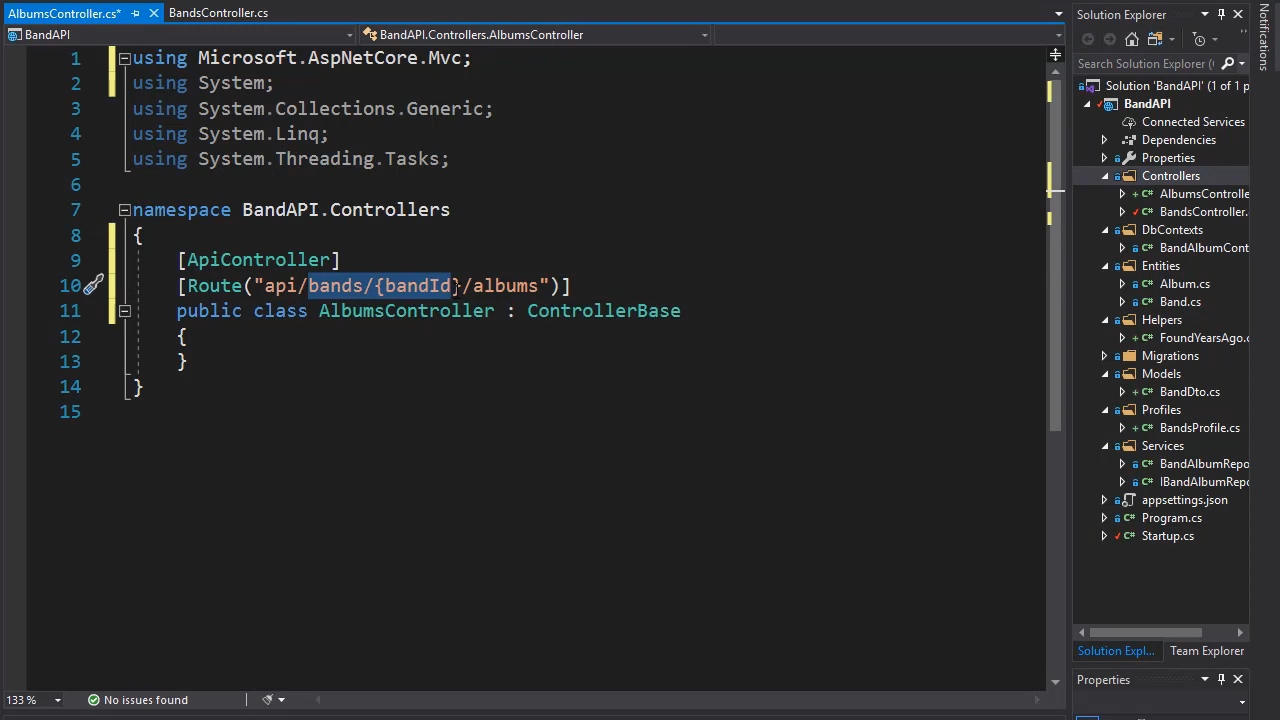 AlbumsController.cs*
BandsController.cs
BandAPI
BandAPI.Controllers.AlbumsController
1 using Microsoft.AspNetCore.Mvc;
2 using System;
3 using System.Collections.Generic;
4 using System.Linq;
5 using System.Threading.Tasks;
6
7 namespace BandAPI.Controllers
8 {
9 [ApiController]
10 [Route("api/bands/{bandId}/albums")]
11 public class AlbumsController : ControllerBase
12 {
13 }
14 }
15
133 %
No issues found
Solution Explorer
Search Solution Explorer (
Solution 'BandAPI' (1 of 1 p
BandAPI
Connected Services
Dependencies
Properties
Controllers
AlbumsControlle
BandsController.
DbContexts
BandAlbumCont
Entities
Album.cs
Band.cs
Helpers
FoundYearsAgo.c
Migrations
Models
BandDto.cs
Profiles
BandsProfile.cs
Services
BandAlbumRepo
IBandAlbumRepo
appsettings.json
Program.cs
Startup.cs
Solution Expl...
Team Explorer
Properties
Notifications